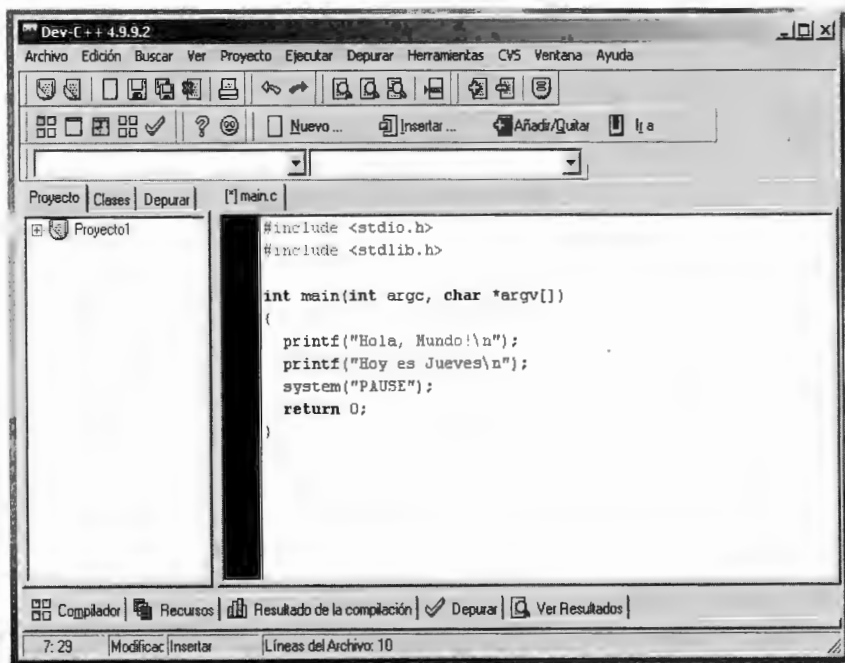 Dev-C++ 4.9.9.2
Archivo Edición Buscar Ver Proyecto Ejecutar Depurar Herramientas CVS Ventana Ayuda
Nuevo ... Insertar ... Añadir/Quitar Ir a
Proyecto Clases Depurar [*] main.c
Proyecto1
#include <stdio.h>
#include <stdlib.h>
int main(int argc, char *argv[])
{
printf("Hola, Mundo!\n");
printf("Hoy es Jueves\n");
system("PAUSE");
return 0;
}
Compilador Recursos Resultado de la compilación Depurar Ver Resultados
7: 29 Modificac Insertar Líneas del Archivo: 10